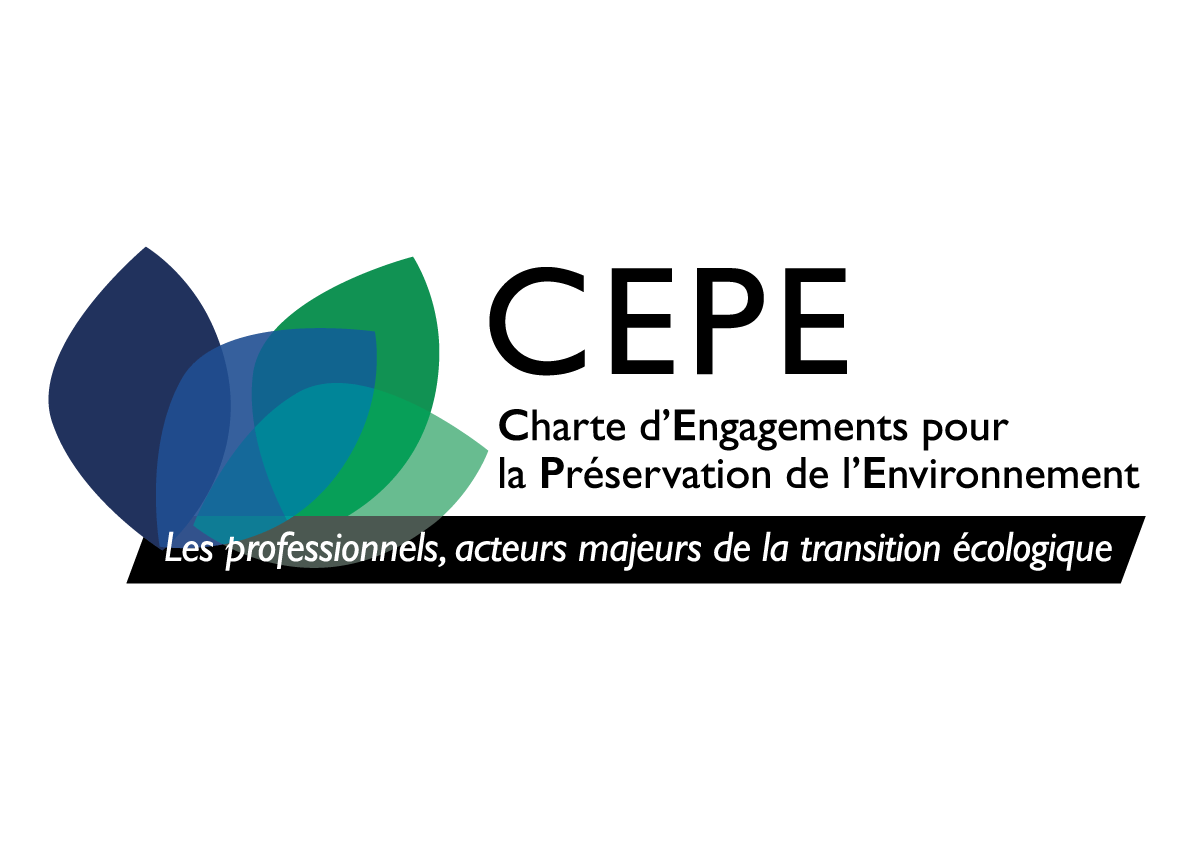 CEPE
Charte d’Engagements pour
la Préservation de l’Environnement
Les professionnels, acteurs majeurs de la transition écologique